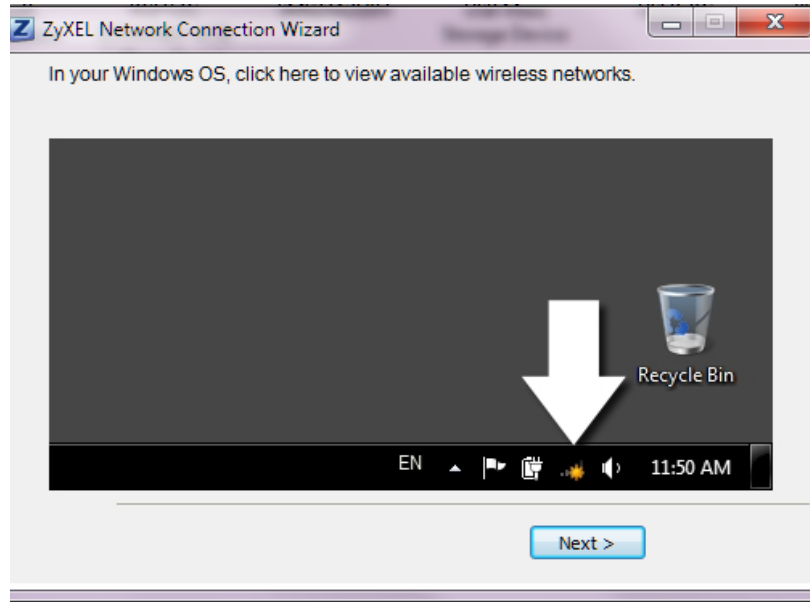 Z ZyXEL Network Connection Wizard
In your Windows OS, click here to view available wireless networks.
Recycle Bin
EN 11:50 AM
Next >